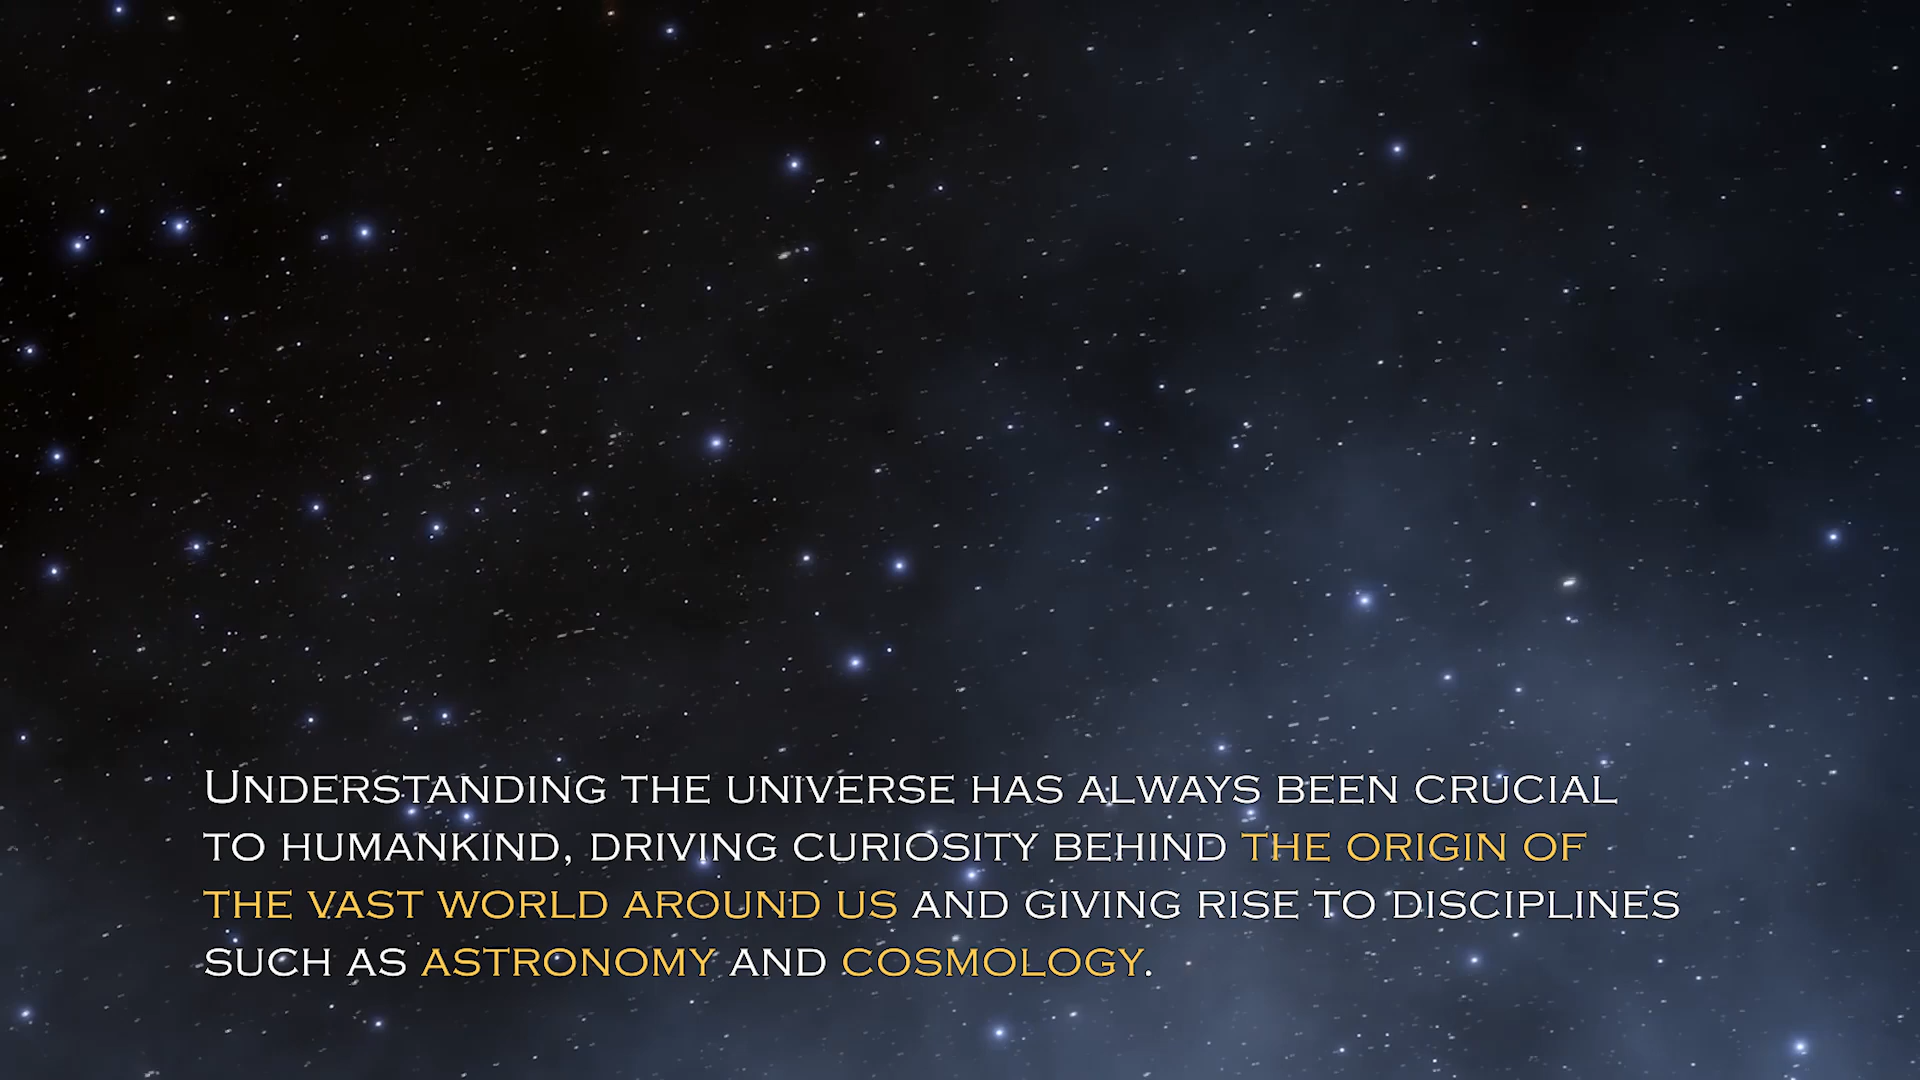 Understanding the universe has always been crucial
to humankind, driving curiosity behind the origin of
the vast world around us and giving rise to disciplines
such as astronomy and cosmology.